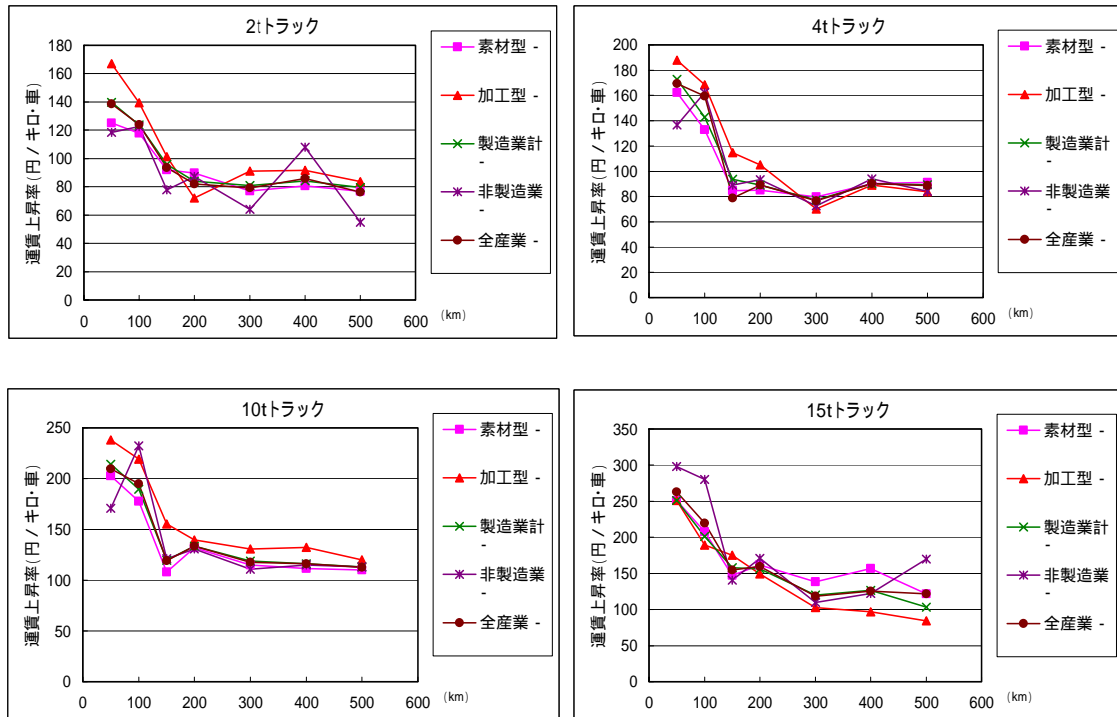 2tトラック
運賃上昇率(円/キロ・車)
180
160
140
120
100
80
60
40
20
0
0 100 200 300 400 500 600
(km)
素材型 -
加工型 -
製造業計
-
非製造業
-
全産業 -
4tトラック
運賃上昇率(円/キロ・車)
200
180
160
140
120
100
80
60
40
20
0
0 100 200 300 400 500 600
(km)
素材型 -
加工型 -
製造業計
-
非製造業
-
全産業 -
10tトラック
運賃上昇率(円/キロ・車)
250
200
150
100
50
0
0 100 200 300 400 500 600
(km)
素材型 -
加工型 -
製造業計
-
非製造業
-
全産業 -
15tトラック
運賃上昇率(円/キロ・車)
350
300
250
200
150
100
50
0
0 100 200 300 400 500 600
(km)
素材型 -
加工型 -
製造業計
-
非製造業
-
全産業 -